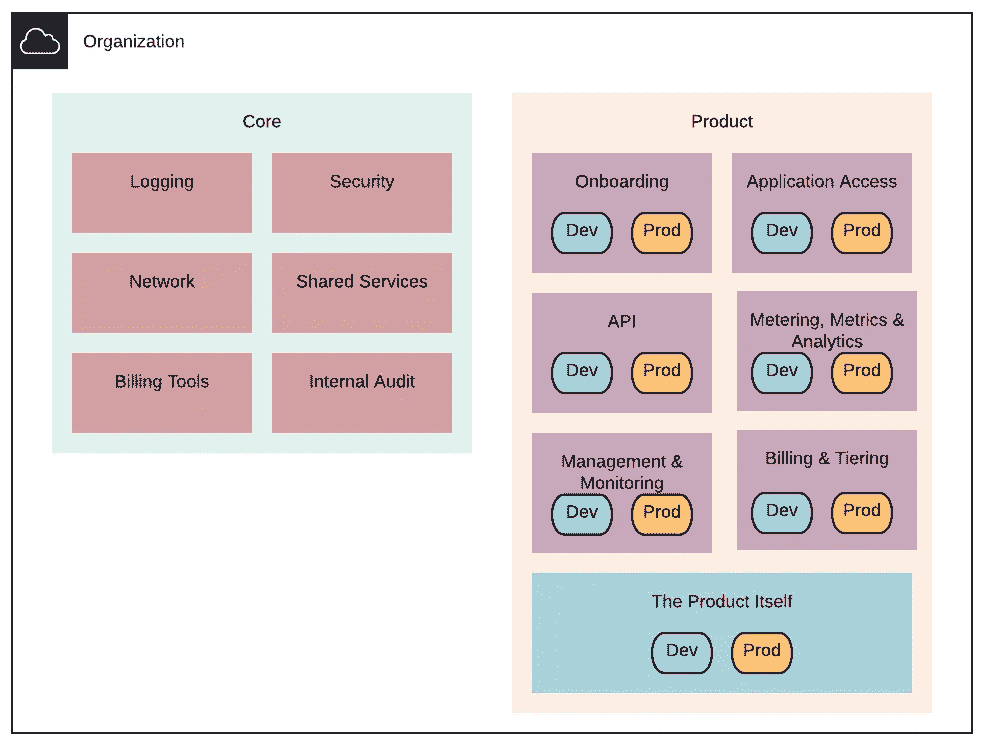 Organization
Core
Logging
Security
Network
Shared Services
Billing Tools
Internal Audit
Product
Onboarding
Dev
Prod
Application Access
Dev
Prod
API
Dev
Prod
Metering, Metrics &
Analytics
Dev
Prod
Management &
Monitoring
Dev
Prod
Billing & Tiering
Dev
Prod
The Product Itself
Dev
Prod